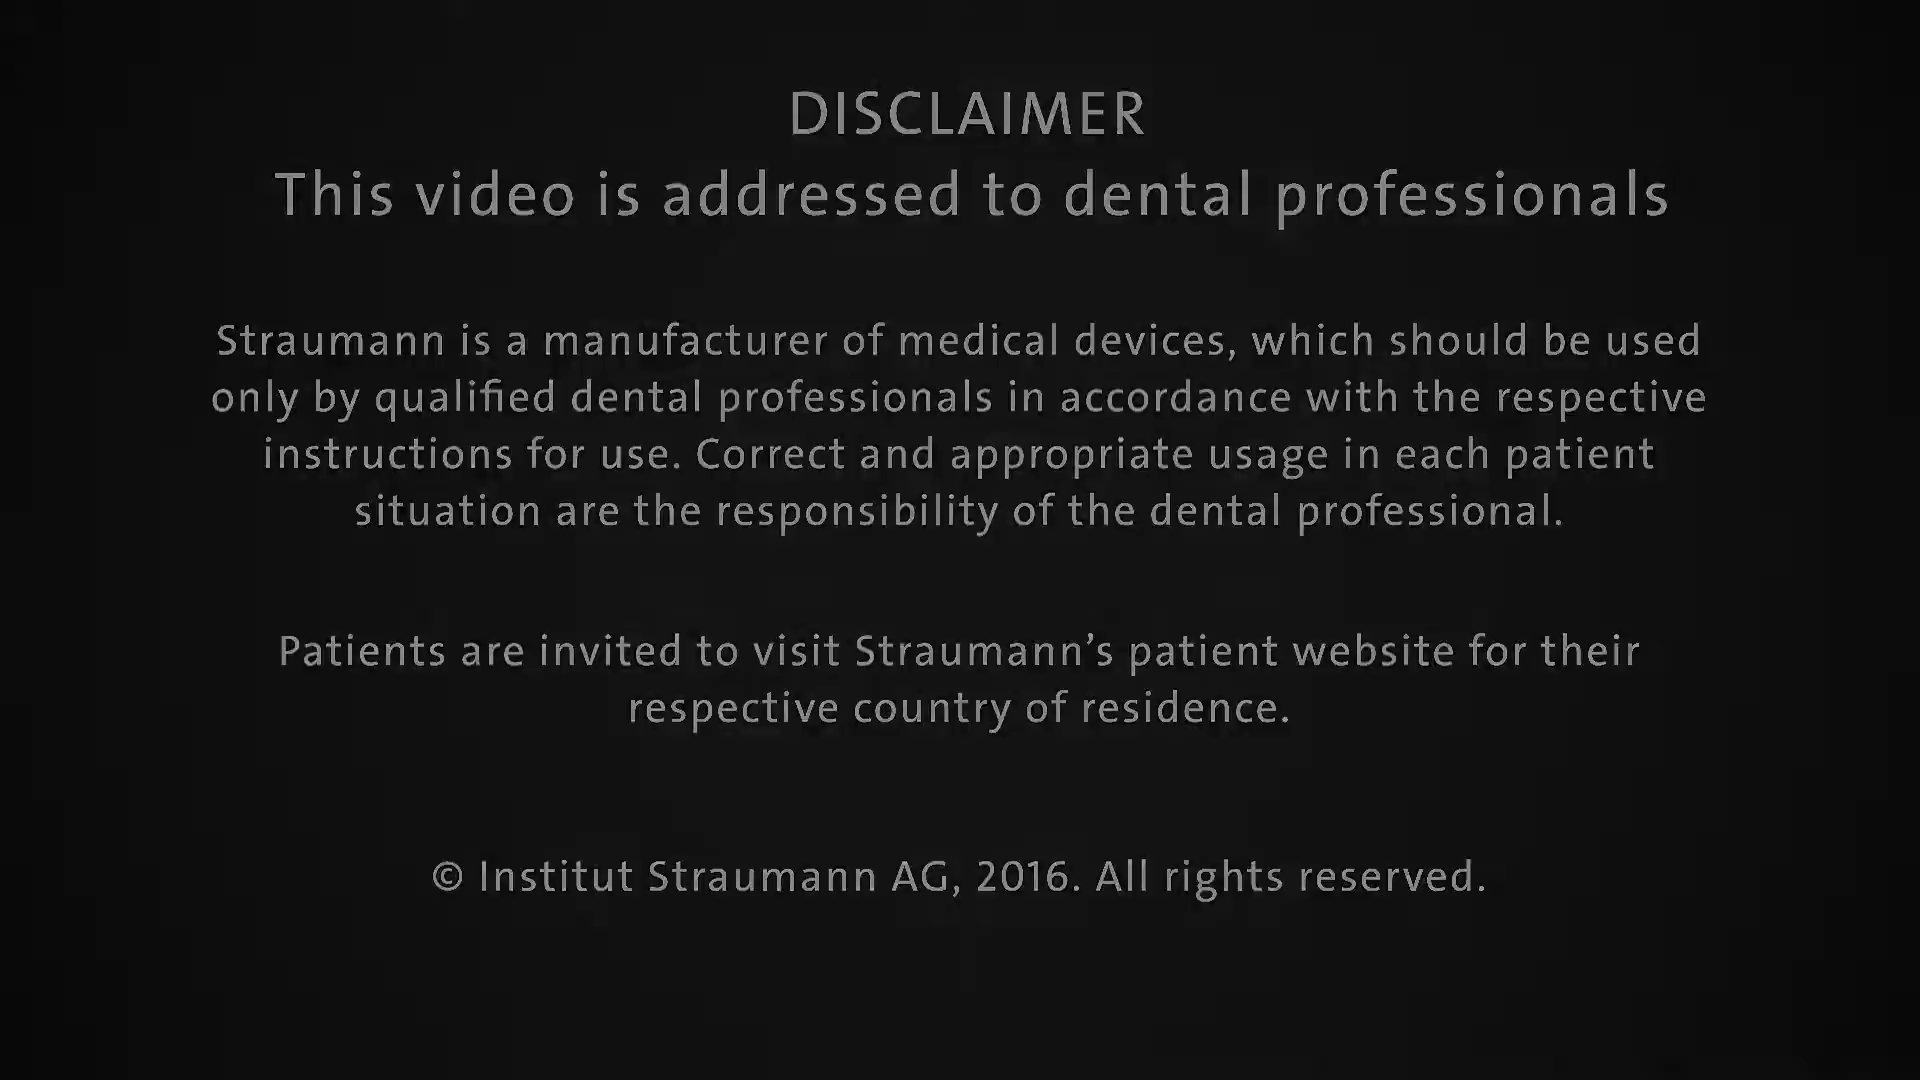 DISCLAIMER
This video is addressed to dental professionals
Straumann is a manufacturer of medical devices, which should be used
only by qualified dental professionals in accordance with the respective
instructions for use. Correct and appropriate usage in each patient
situation are the responsibility of the dental professional.
Patients are invited to visit Straumann’s patient website for their
respective country of residence.
© Institut Straumann AG, 2016. All rights reserved.